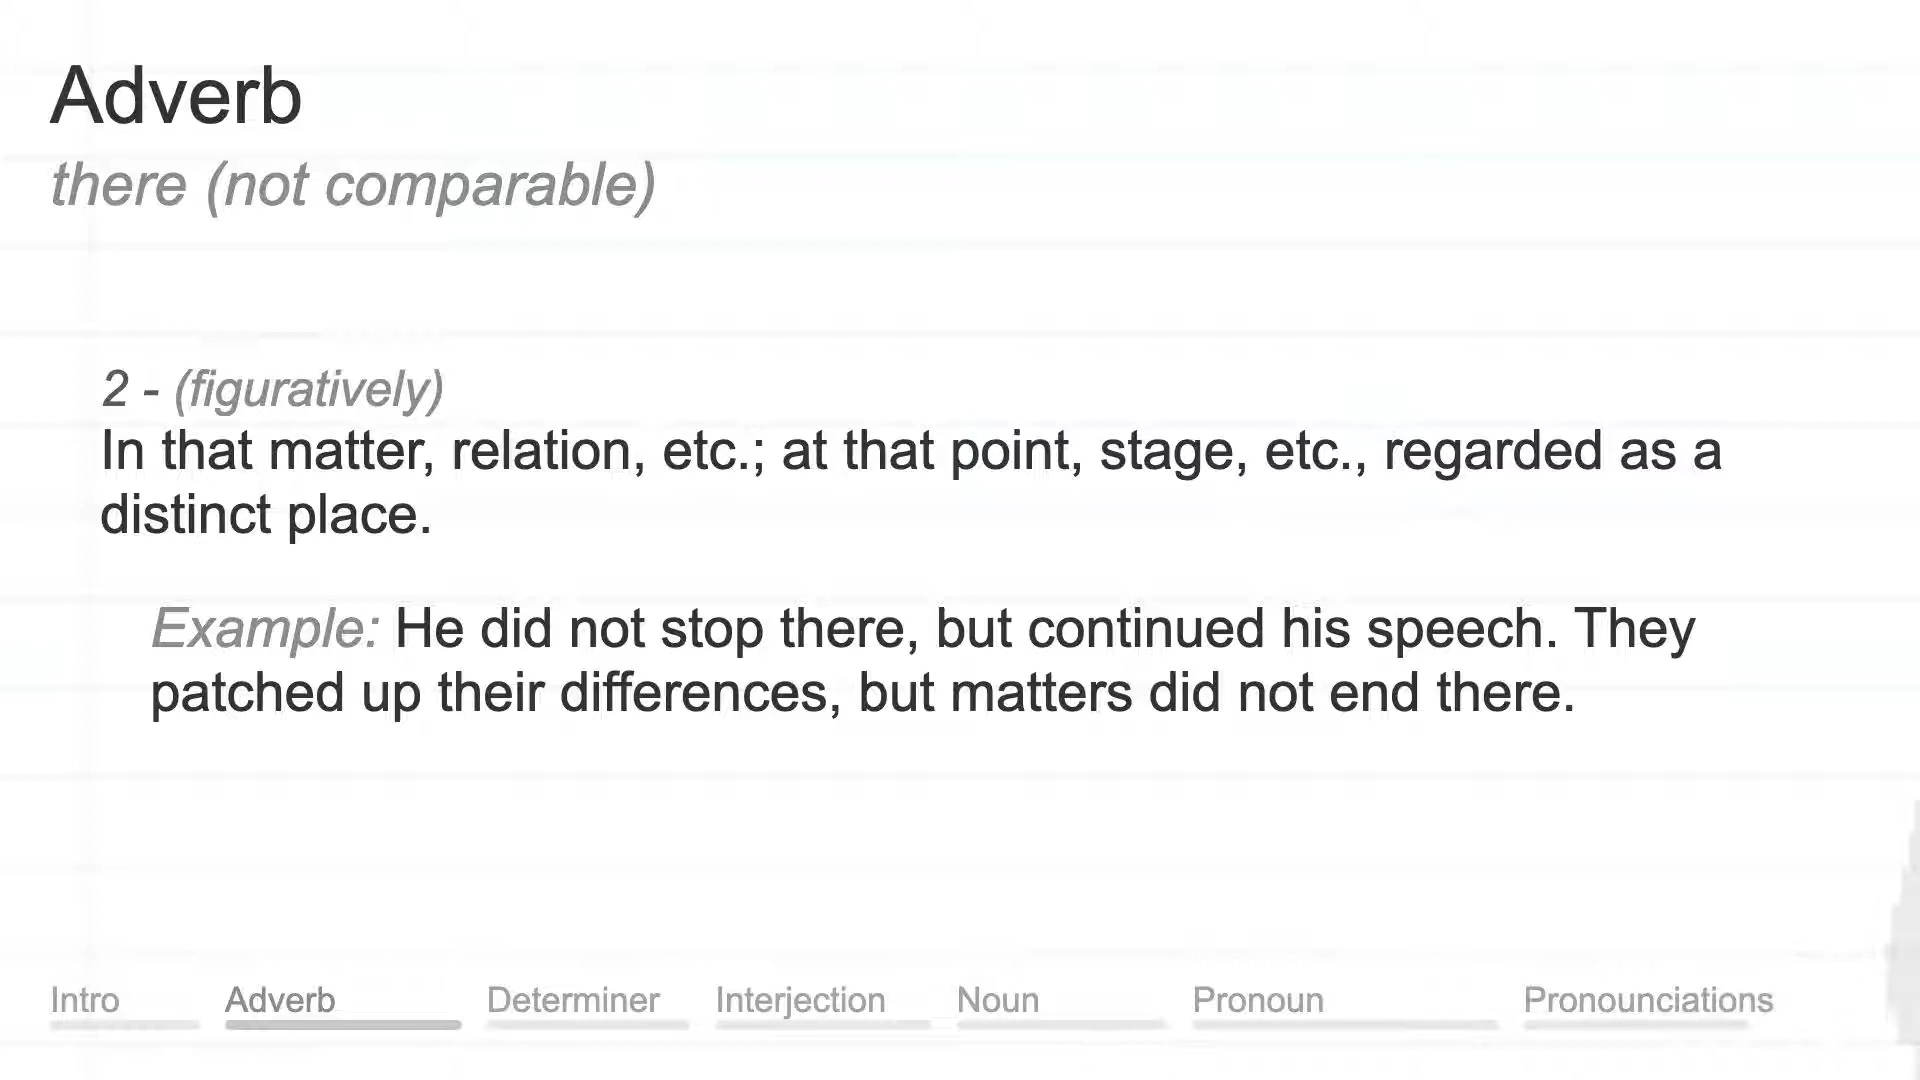 Adverb
there (not comparable)
2 - (figuratively)
In that matter, relation, etc.; at that point, stage, etc., regarded as a
distinct place.
Example: He did not stop there, but continued his speech. They
patched up their differences, but matters did not end there.
Intro Adverb Determiner Interjection Noun Pronoun Pronounciations